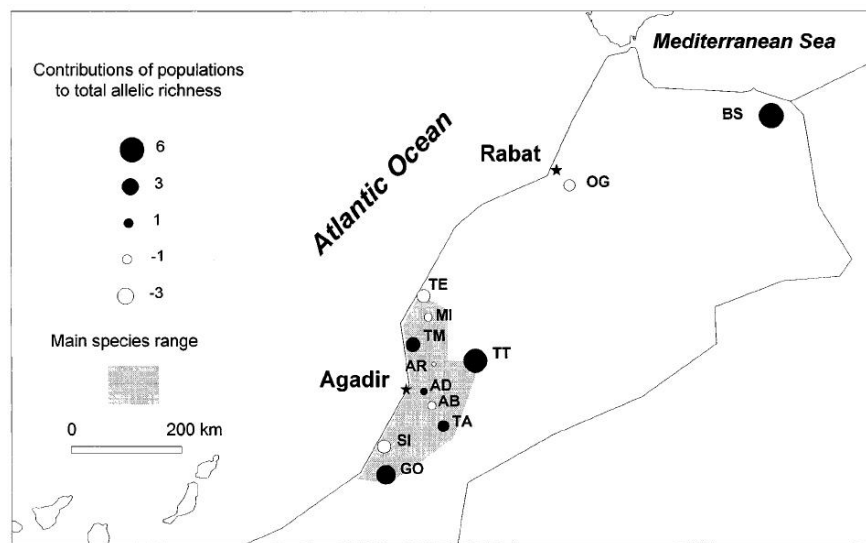 Mediterranean Sea
Contributions of populations
to total allelic richness
6
3
1
-1
-3
Main species range
0 200 km
Atlantic Ocean
Rabat
BS
OG
TE
MI
TM
TT
AR
Agadir
AD
AB
TA
SI
GO